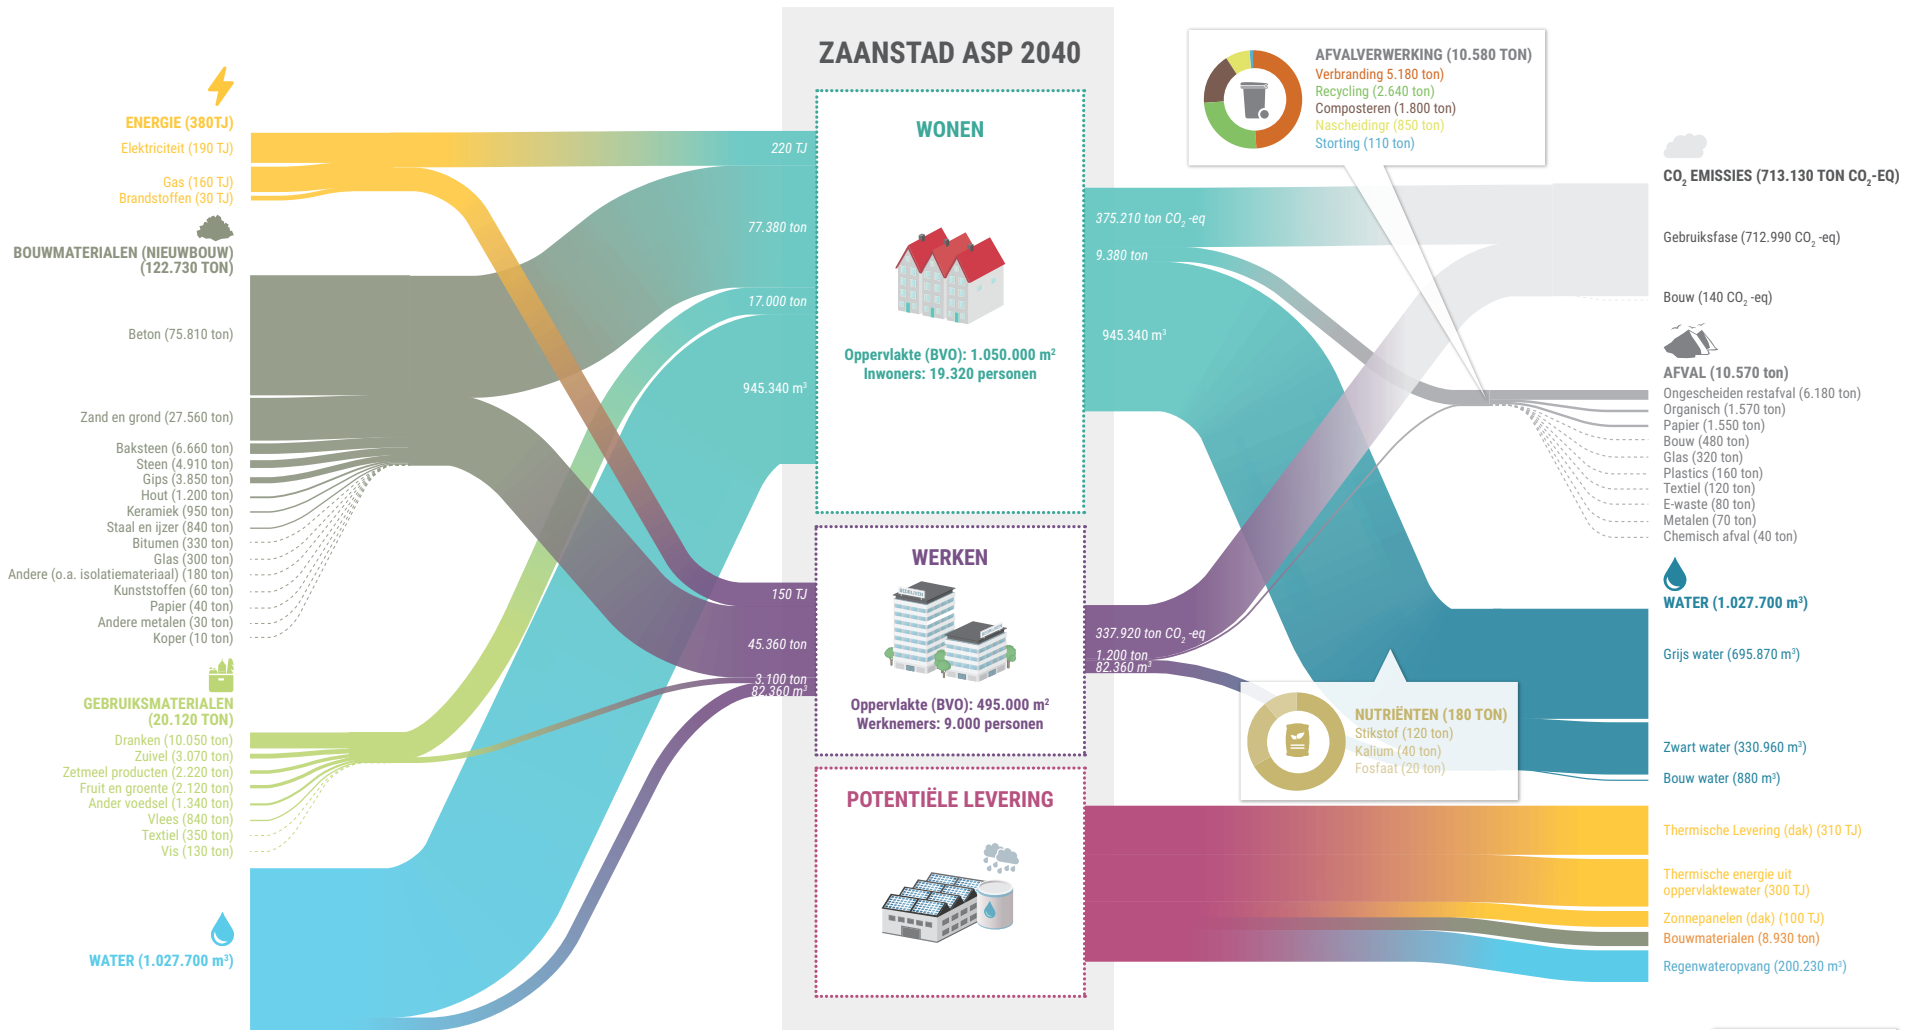 ZAANSTAD ASP 2040
ENERGIE (380TJ)
Elektriciteit (190 TJ)
Gas (160 TJ)
Brandstoffen (30 TJ)
BOUWMATERIALEN (NIEUWBOUW)
(122.730 TON)
Beton (75.810 ton)
Zand en grond (27.560 ton)
Baksteen (6.660 ton)
Steen (4.910 ton)
Gips (3.850 ton)
Hout (1.200 ton)
Keramiek (950 ton)
Staal en ijzer (840 ton)
Bitumen (330 ton)
Glas (300 ton)
Andere (o.a. isolatiemateriaal) (180 ton)
Kunststoffen (60 ton)
Papier (40 ton)
Andere metalen (30 ton)
Koper (10 ton)
GEBRUIKSMATERIALEN
(20.120 TON)
Dranken (10.050 ton)
Zuivel (3.070 ton)
Zetmeel producten (2.220 ton)
Fruit en groente (2.120 ton)
Ander voedsel (1.340 ton)
Vlees (840 ton)
Textiel (350 ton)
Vis (130 ton)
WATER (1.027.700 m³)
220 TJ
77.380 ton
17.000 ton
945.340 m³
150 TJ
45.360 ton
3.100 ton
82.360 m³
WONEN
Oppervlakte (BVO): 1.050.000 m²
Inwoners: 19.320 personen
WERKEN
Oppervlakte (BVO): 495.000 m²
Werknemers: 9.000 personen
POTENTIËLE LEVERING
375.210 ton CO₂ -eq
9.380 ton
945.340 m³
337.920 ton CO₂ -eq
1.200 ton
82.360 m³
AFVALVERWERKING (10.580 TON)
Verbranding 5.180 ton)
Recycling (2.640 ton)
Composteren (1.800 ton)
Nascheidingr (850 ton)
Storting (110 ton)
NUTRIËNTEN (180 TON)
Stikstof (120 ton)
Kalium (40 ton)
Fosfaat (20 ton)
CO₂ EMISSIES (713.130 TON CO₂-EQ)
Gebruiksfase (712.990 CO₂ -eq)
Bouw (140 CO₂ -eq)
AFVAL (10.570 ton)
Ongescheiden restafval (6.180 ton)
Organisch (1.570 ton)
Papier (1.550 ton)
Bouw (480 ton)
Glas (320 ton)
Plastics (160 ton)
Textiel (120 ton)
E-waste (80 ton)
Metalen (70 ton)
Chemisch afval (40 ton)
WATER (1.027.700 m³)
Grijs water (695.870 m³)
Zwart water (330.960 m³)
Bouw water (880 m³)
Thermische Levering (dak) (310 TJ)
Thermische energie uit
oppervlaktewater (300 TJ)
Zonnepanelen (dak) (100 TJ)
Bouwmaterialen (8.930 ton)
Regenwateropvang (200.230 m³)